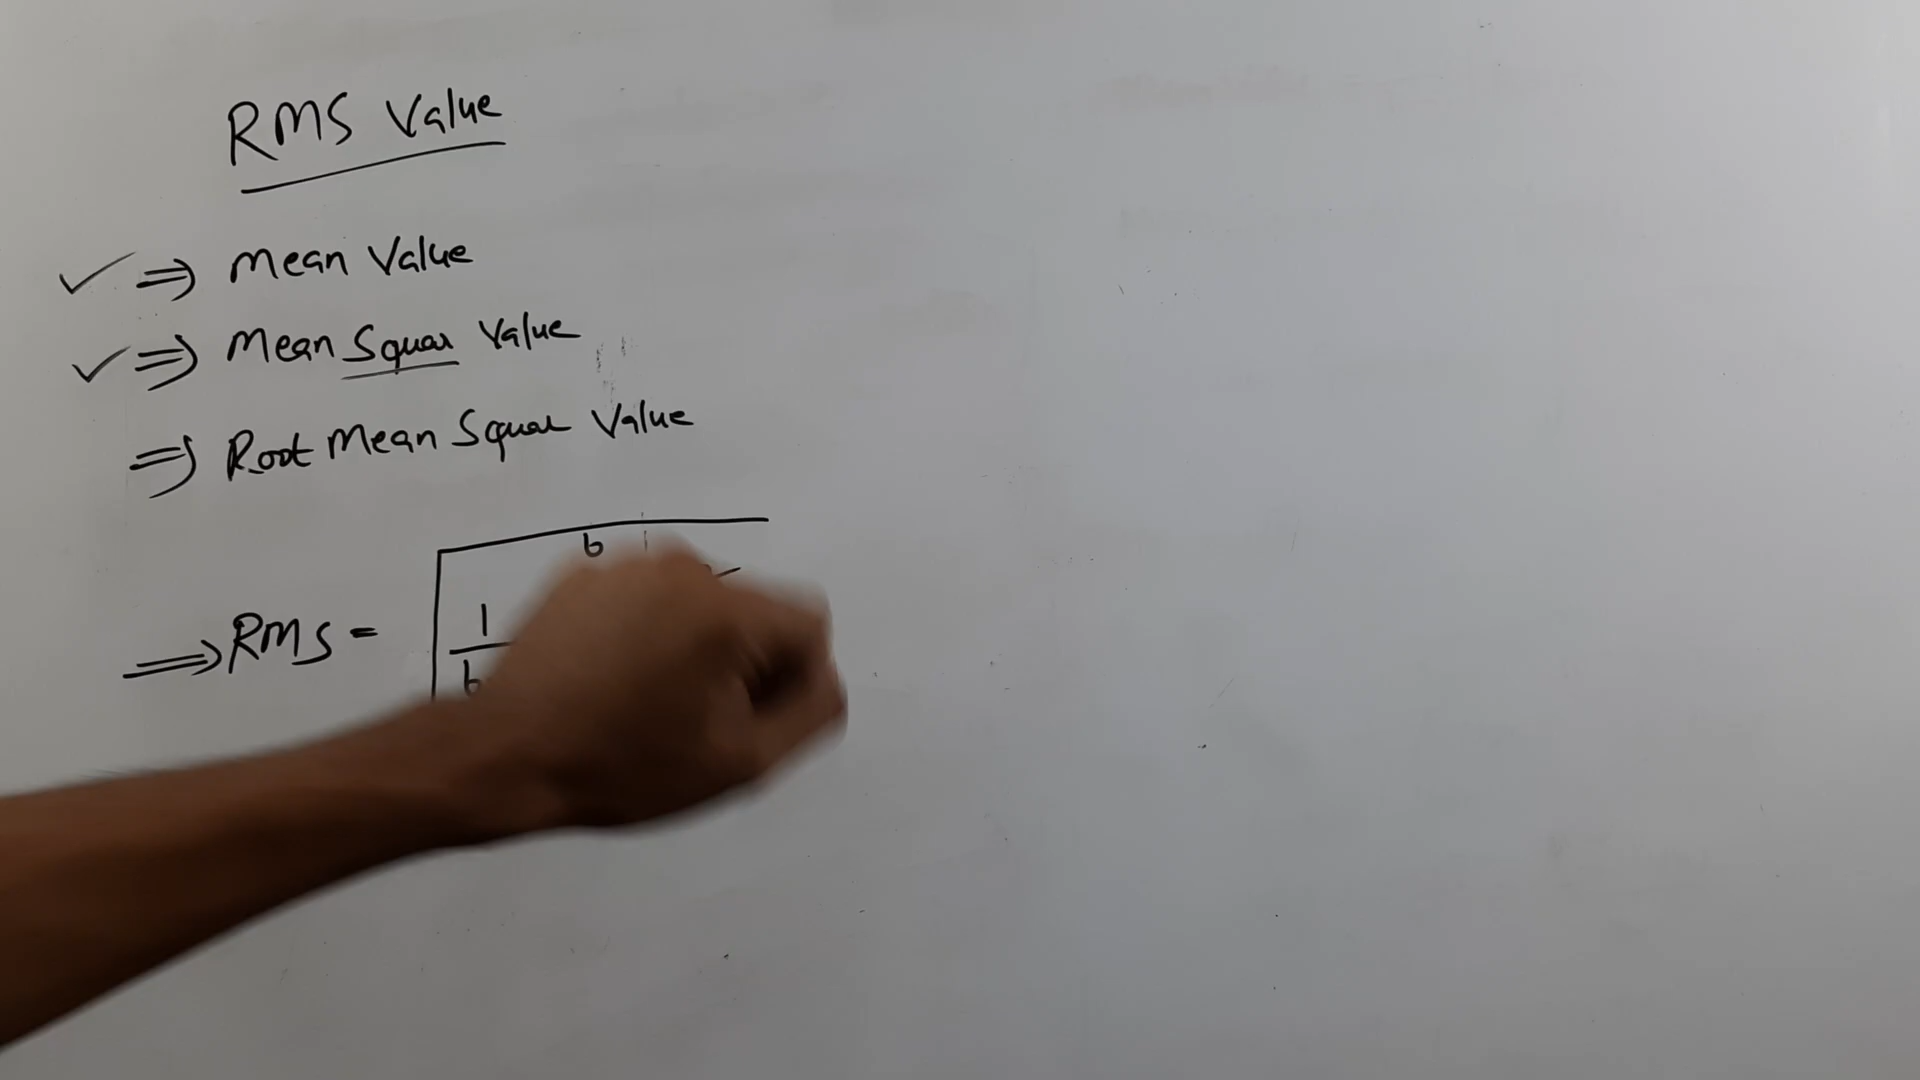 RMS Value
⇒ Mean Value
⇒ Mean Squar Value
⇒ Root Mean Squar Value
⇒ RMS =
b
1
b